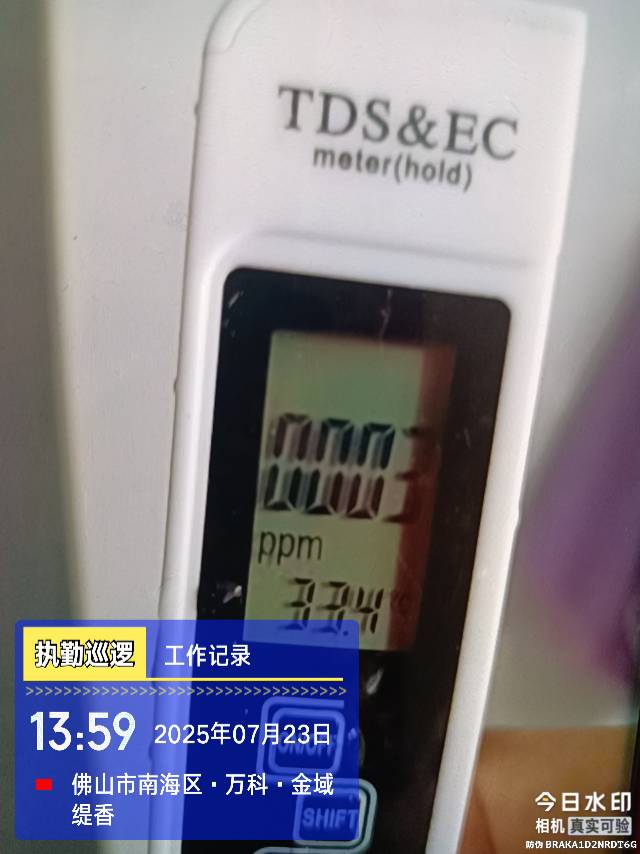 TDS&EC
meter(hold)
0003
ppm
33.4 °C
执勤巡逻 工作记录
13:59 2025年07月23日
佛山市南海区·万科·金域
缇香
SHIFT
今日水印
相机 真实可验
防伪 BRAKA1D2NRDT6G